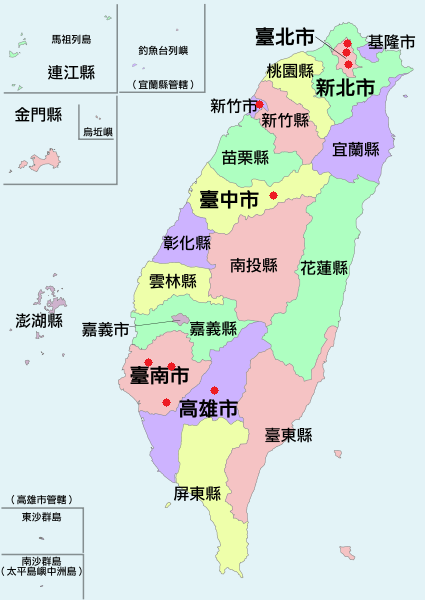 馬祖列島
連江縣
釣魚台列嶼
（宜蘭縣管轄）
金門縣
烏坵嶼
臺北市
基隆市
桃園縣
新北市
新竹市
新竹縣
宜蘭縣
苗栗縣
臺中市
彰化縣
南投縣
花蓮縣
雲林縣
澎湖縣
嘉義市
嘉義縣
臺南市
高雄市
臺東縣
屏東縣
（高雄市管轄）
東沙群島
南沙群島
（太平島嶼中洲島）